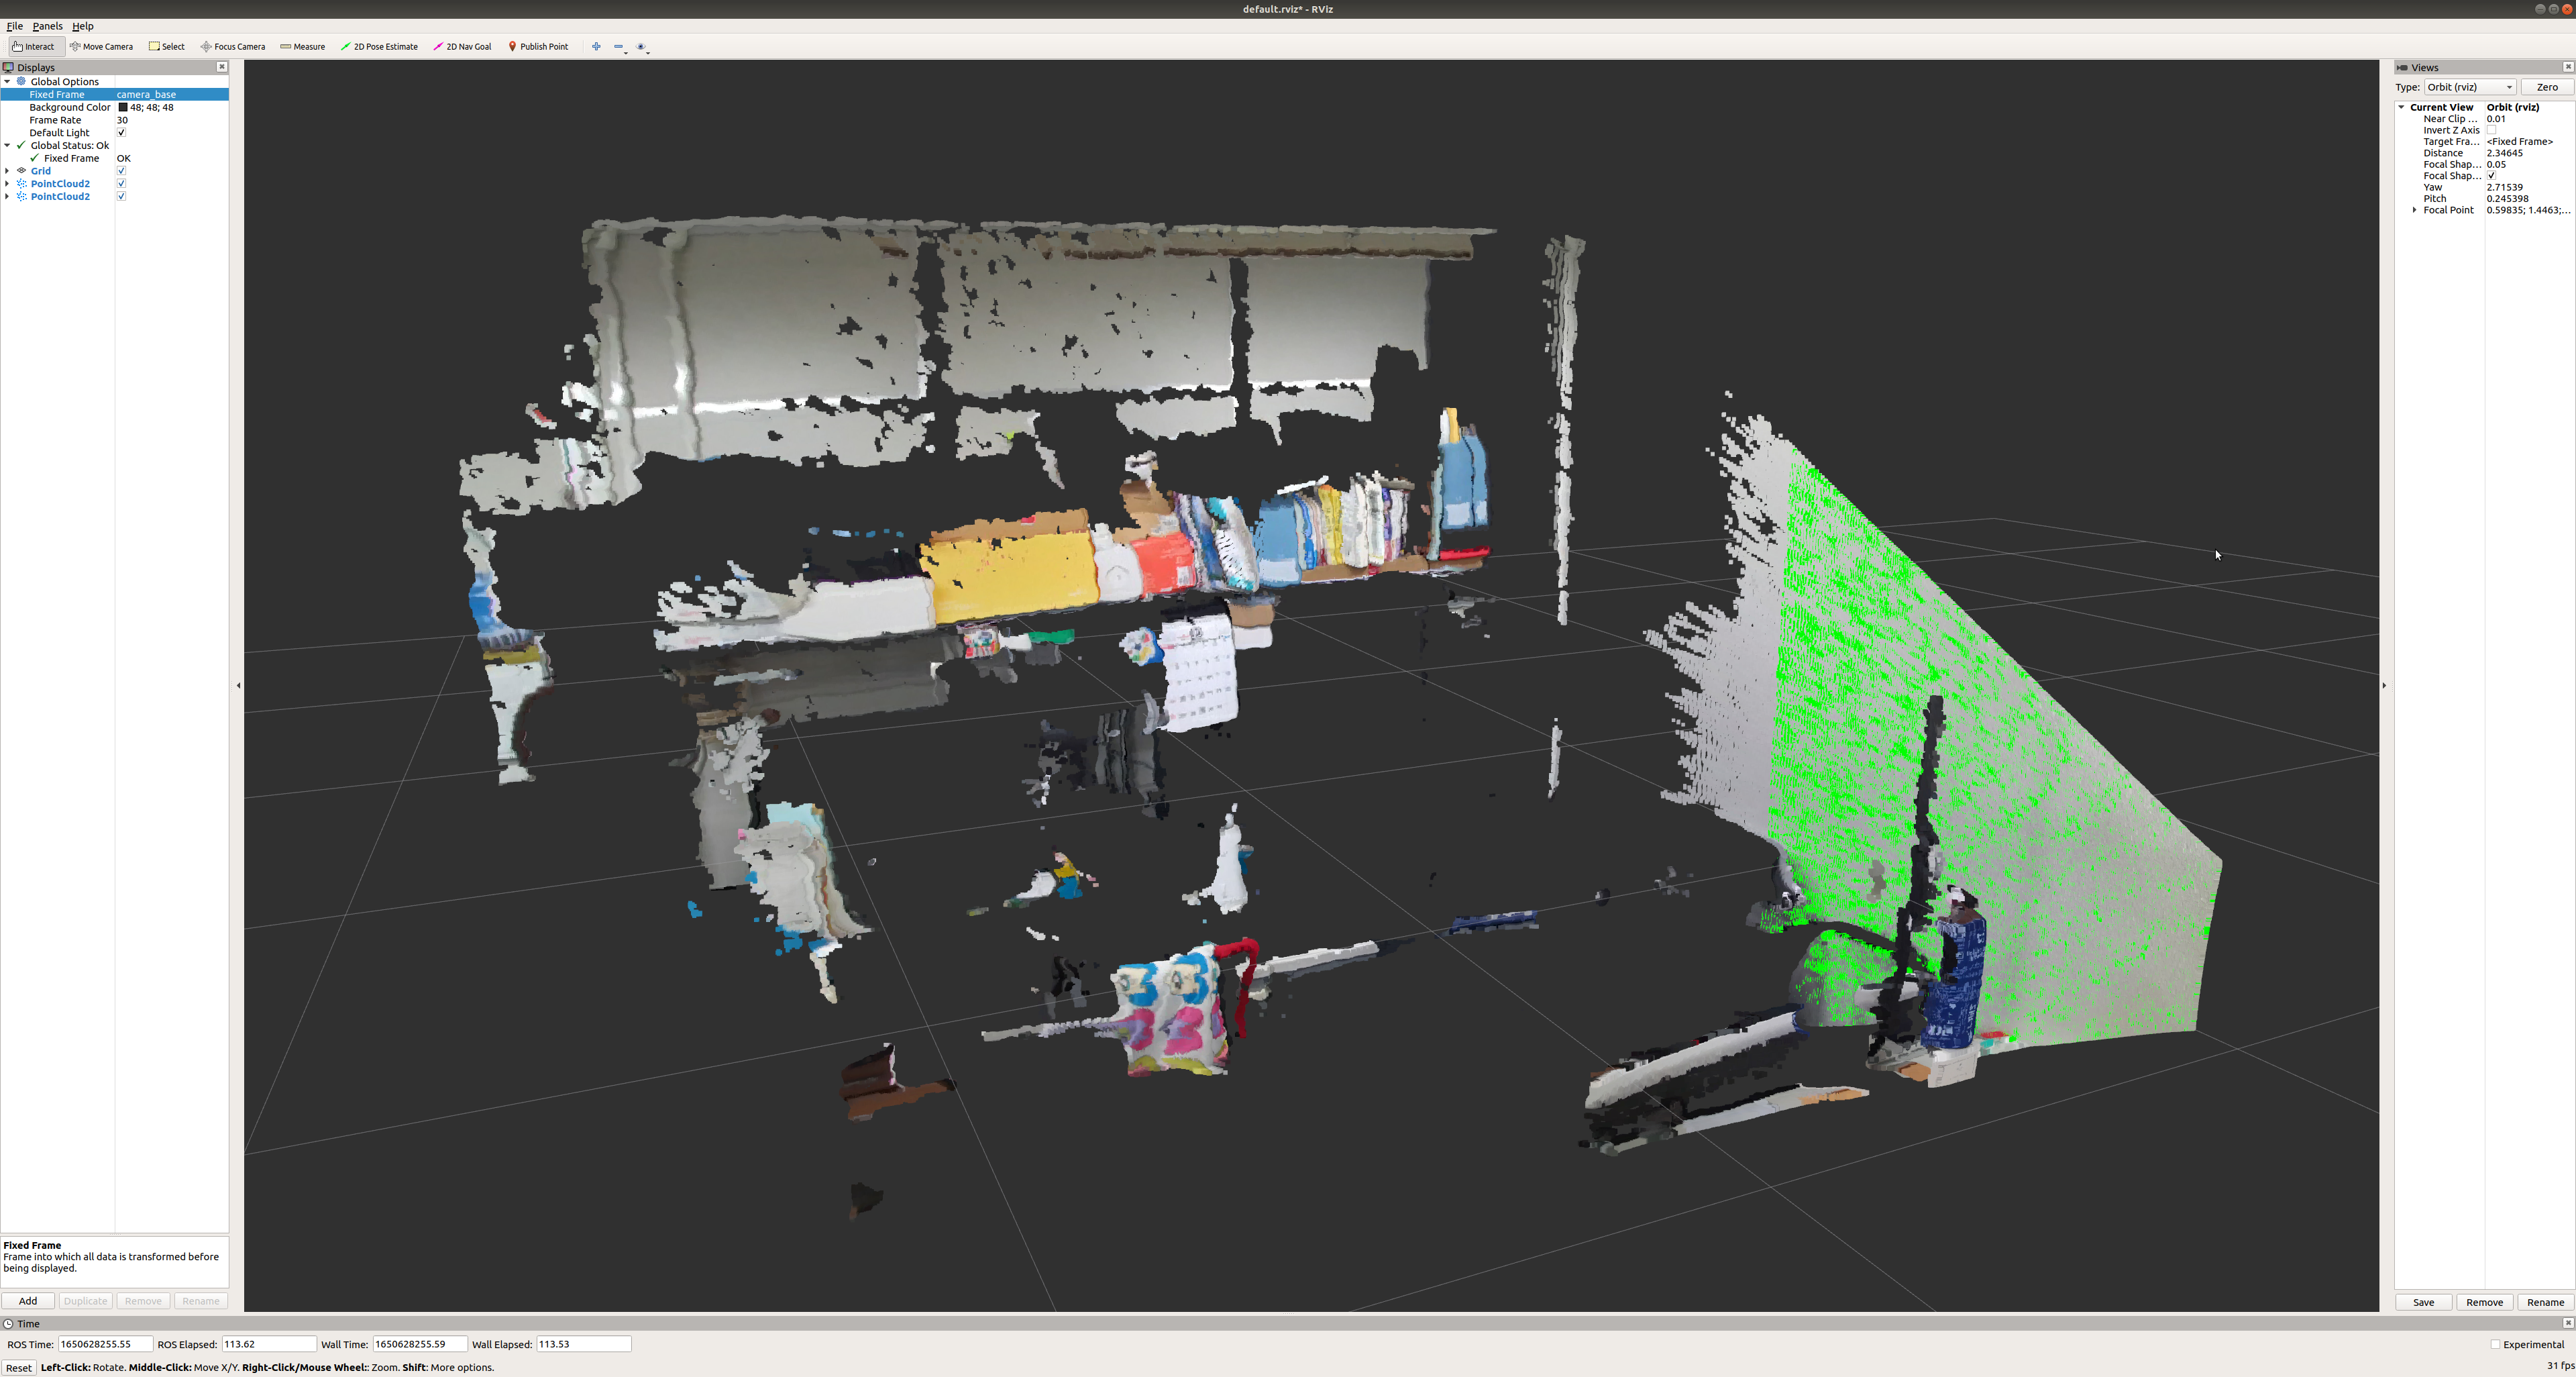 default.rviz* - RViz
File Panels Help
Interact Move Camera Select Focus Camera Measure 2D Pose Estimate 2D Nav Goal Publish Point
Displays
Global Options
Fixed Frame camera_base
Background Color 48; 48; 48
Frame Rate 30
Default Light
Global Status: Ok
Fixed Frame OK
Grid
PointCloud2
PointCloud2
Fixed Frame
Frame into which all data is transformed before
being displayed.
Add Duplicate Remove Rename
Views
Type: Orbit (rviz) Zero
Current View Orbit (rviz)
Near Clip ... 0.01
Invert Z Axis
Target Fra... <Fixed Frame>
Distance 2.34645
Focal Shap... 0.05
Focal Shap...
Yaw 2.71539
Pitch 0.245398
Focal Point 0.59835; 1.4463;...
Save Remove Rename
Time
ROS Time: 1650628255.55 ROS Elapsed: 113.62 Wall Time: 1650628255.59 Wall Elapsed: 113.53 Experimental
Reset Left-Click: Rotate. Middle-Click: Move X/Y. Right-Click/Mouse Wheel:: Zoom. Shift: More options. 31 fps